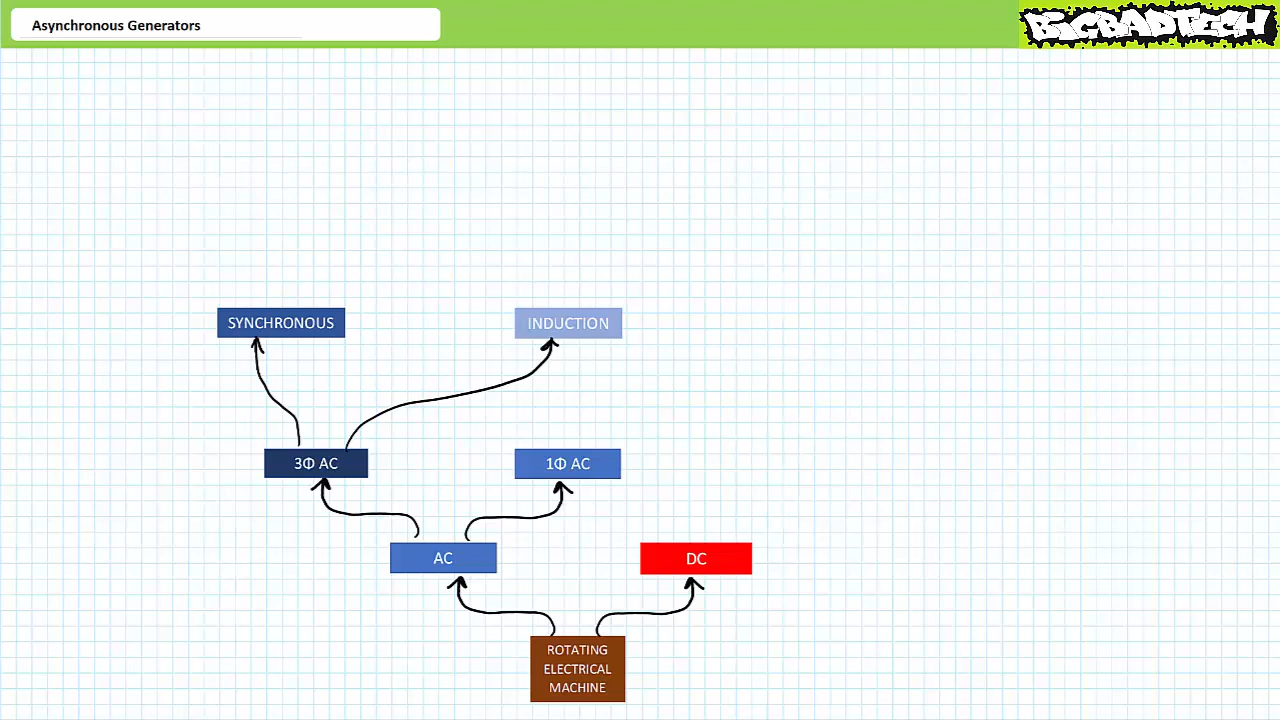 Asynchronous Generators
BIGBADTECH
SYNCHRONOUS
INDUCTION
3Φ AC
1Φ AC
AC
DC
ROTATING
ELECTRICAL
MACHINE